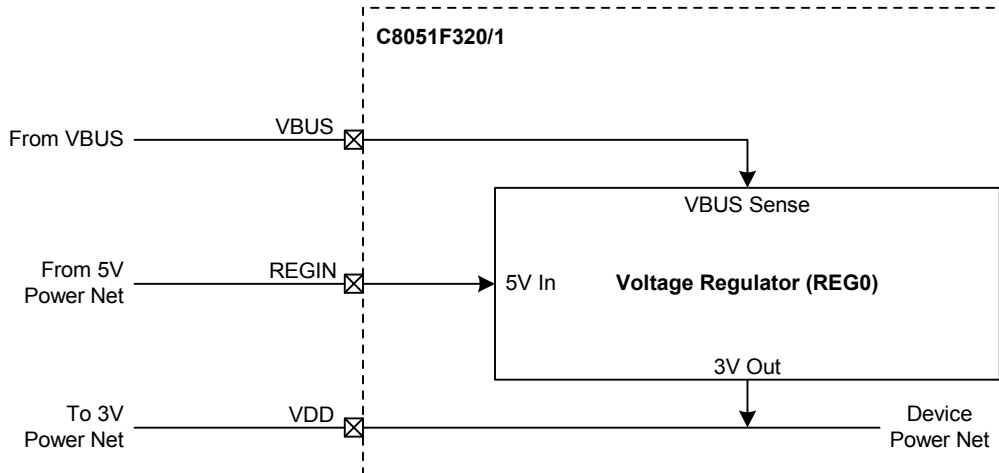 C8051F320/1
From VBUS
VBUS
VBUS Sense
From 5V
Power Net
REGIN
5V In
Voltage Regulator (REG0)
3V Out
To 3V
Power Net
VDD
Device
Power Net